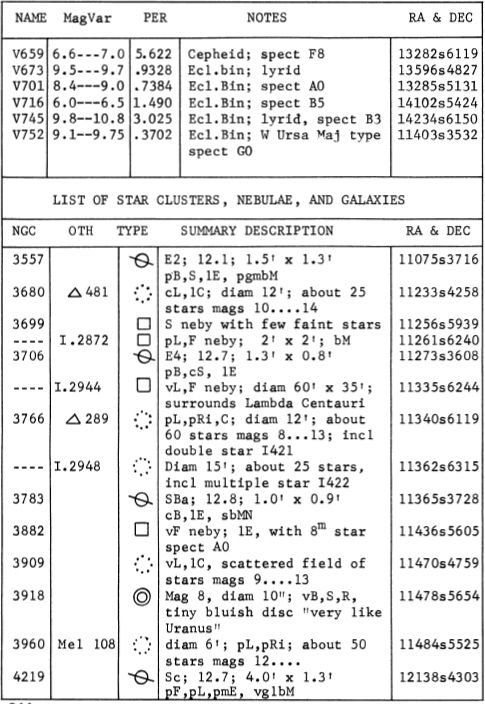 NAME MagVar PER NOTES RA & DEC
V659 6.6---7.0 5.622 Cepheid; spect F8 13282s6119
V673 9.5---9.7 .9328 Ecl.bin; lyrid 13596s4827
V701 8.4---9.0 .7384 Ecl.Bin; spect A0 13285s5131
V716 6.0---6.5 1.490 Ecl.Bin; spect B5 14102s5424
V745 9.8--10.8 3.025 Ecl.Bin; lyrid, spect B3 14234s6150
V752 9.1--9.75 .3702 Ecl.Bin; W Ursa Maj type 11403s3532
spect G0
LIST OF STAR CLUSTERS, NEBULAE, AND GALAXIES
NGC OTH TYPE SUMMARY DESCRIPTION RA & DEC
3557 E2; 12.1; 1.5' x 1.3' 11075s3716
pB,S,lE, pgmbM
3680 △481 cL,lC; diam 12'; about 25 11233s4258
stars mags 10....14
3699 S neby with few faint stars 11256s5939
---- I.2872 pL,F neby; 2' x 2'; bM 11261s6240
3706 E4; 12.7; 1.3' x 0.8' 11273s3608
pB,cS, lE
---- I.2944 vL,F neby; diam 60' x 35'; 11335s6244
surrounds Lambda Centauri
3766 △289 pL,pRi,C; diam 12'; about 11340s6119
60 stars mags 8...13; incl
double star I421
---- I.2948 Diam 15'; about 25 stars, 11362s6315
incl multiple star I422
3783 SBa; 12.8; 1.0' x 0.9' 11365s3728
cB,lE, sbMN
3882 vF neby; lE, with 8ᵐ star 11436s5605
spect A0
3909 vL,lC, scattered field of 11470s4759
stars mags 9....13
3918 Mag 8, diam 10"; vB,S,R, 11478s5654
tiny bluish disc "very like
Uranus"
3960 Mel 108 diam 6'; pL,pRi; about 50 11484s5525
stars mags 12....
4219 Sc; 12.7; 4.0' x 1.3' 12138s4303
pF,pL,pmE, vglbM